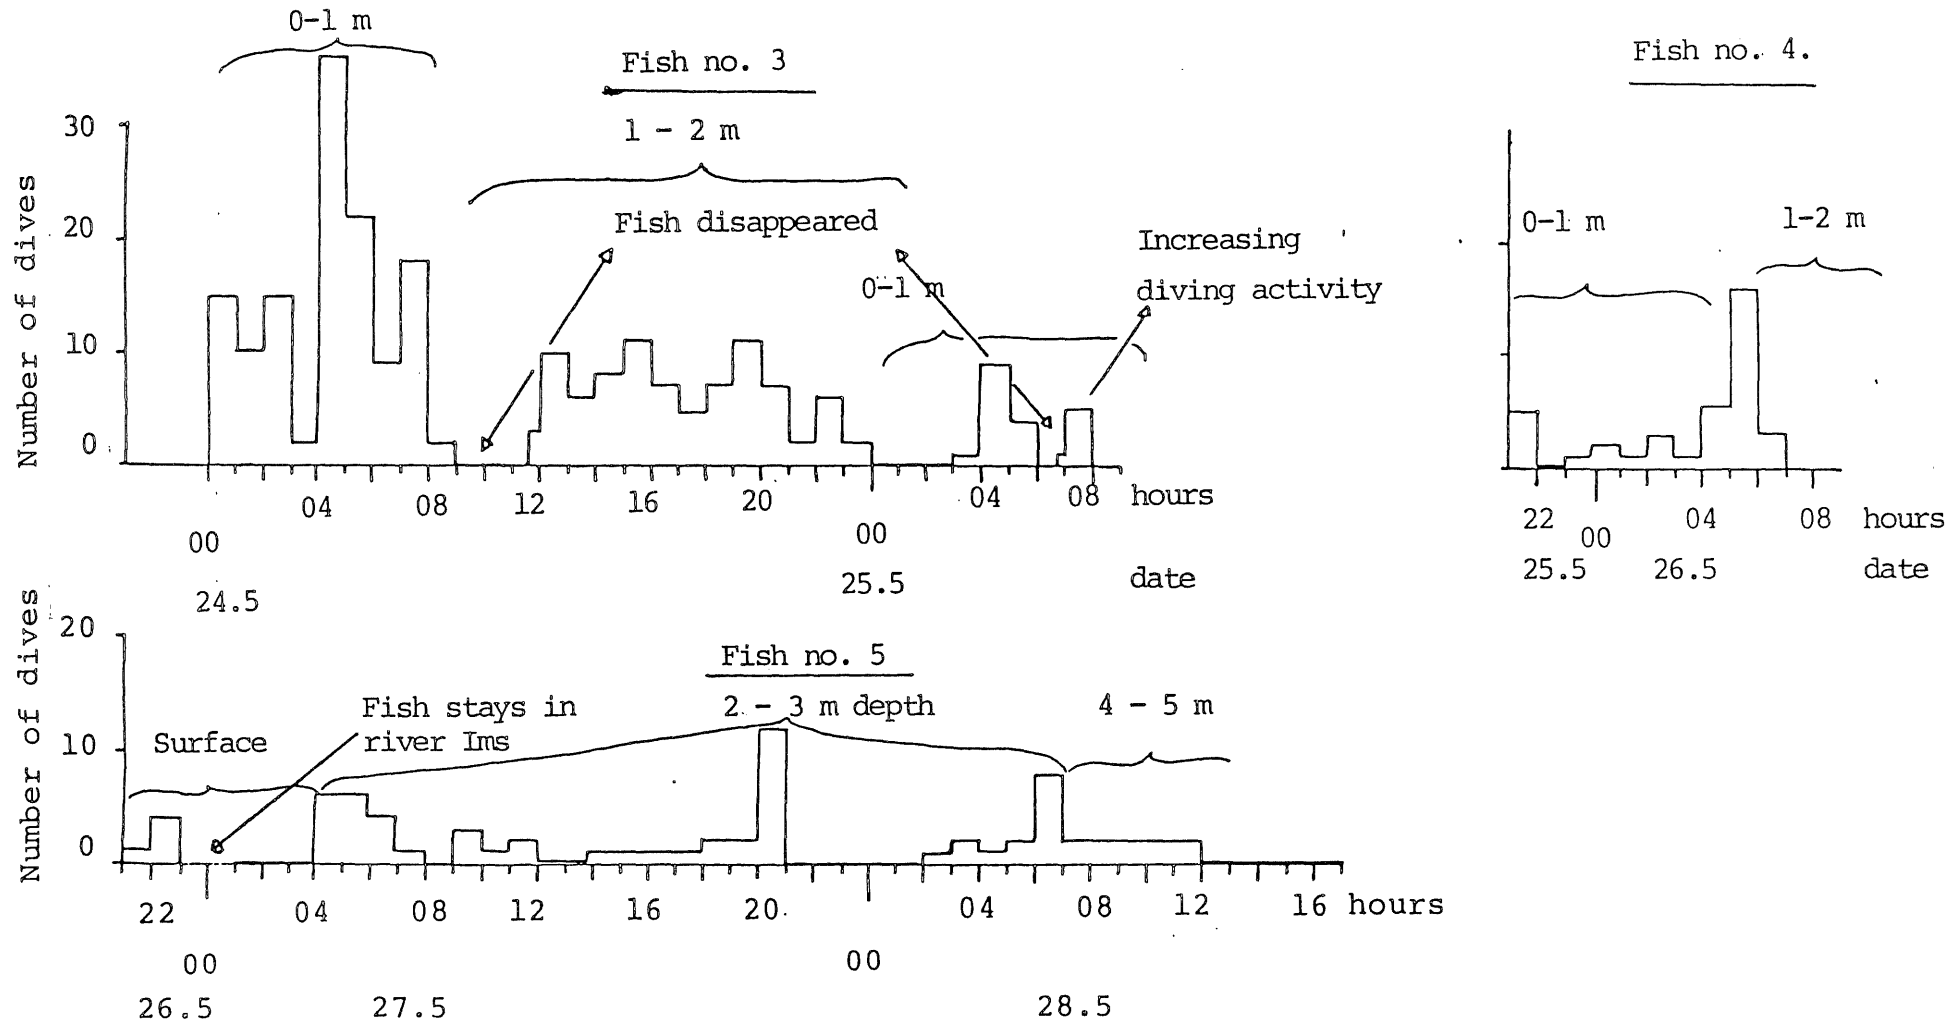 0-1 m
Fish no. 3
1 - 2 m
Fish disappeared
0-1 m
Increasing
diving activity
Number of dives
30
20
10
0
04 08 12 16 20 04 08 hours
00 00
24.5 25.5 date
Fish no. 4.
0-1 m 1-2 m
22 04 08 hours
00
25.5 26.5 date
Fish no. 5
Number of dives
20
10
0
Surface
Fish stays in
river Ims
2 - 3 m depth
4 - 5 m
22 04 08 12 16 20 04 08 12 16 hours
00 00
26.5 27.5 28.5